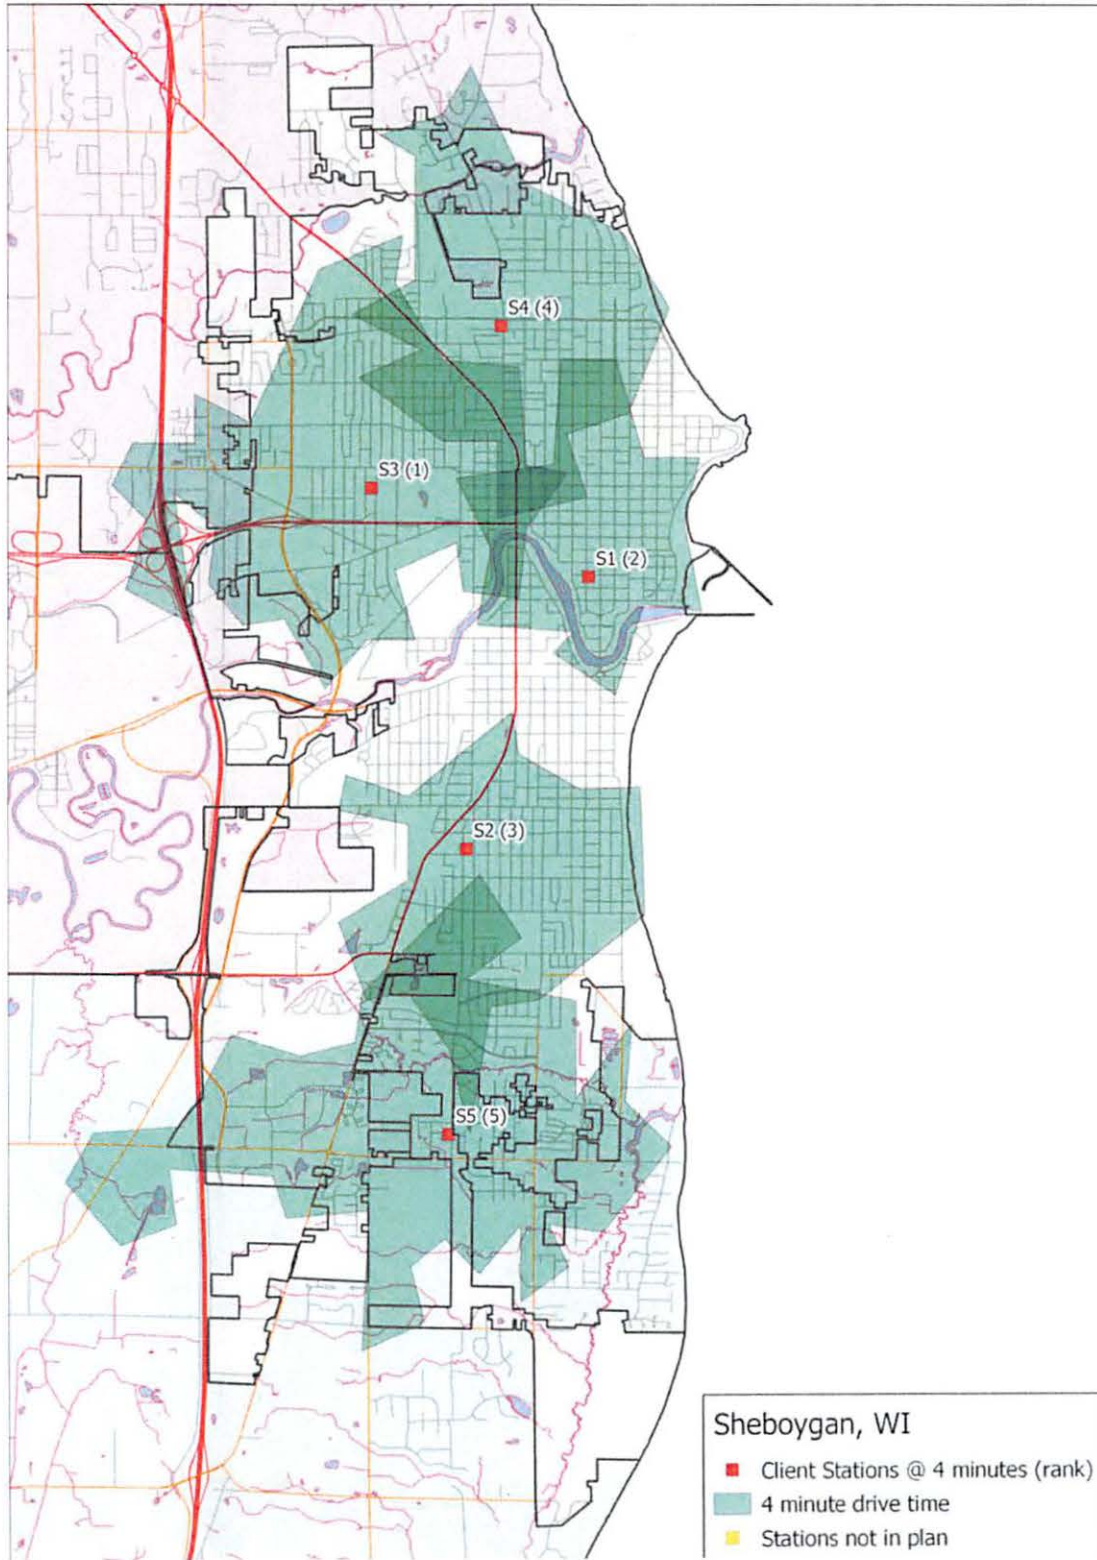 S4 (4)
S3 (1)
S1 (2)
S2 (3)
S5 (5)
Sheboygan, WI
Client Stations @ 4 minutes (rank)
4 minute drive time
Stations not in plan